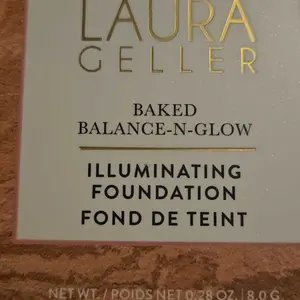 LAURA
GELLER
BAKED
BALANCE-N-GLOW
ILLUMINATING
FOUNDATION
FOND DE TEINT
NET WT. / POIDS NET 0.28 OZ. | 8.0 G